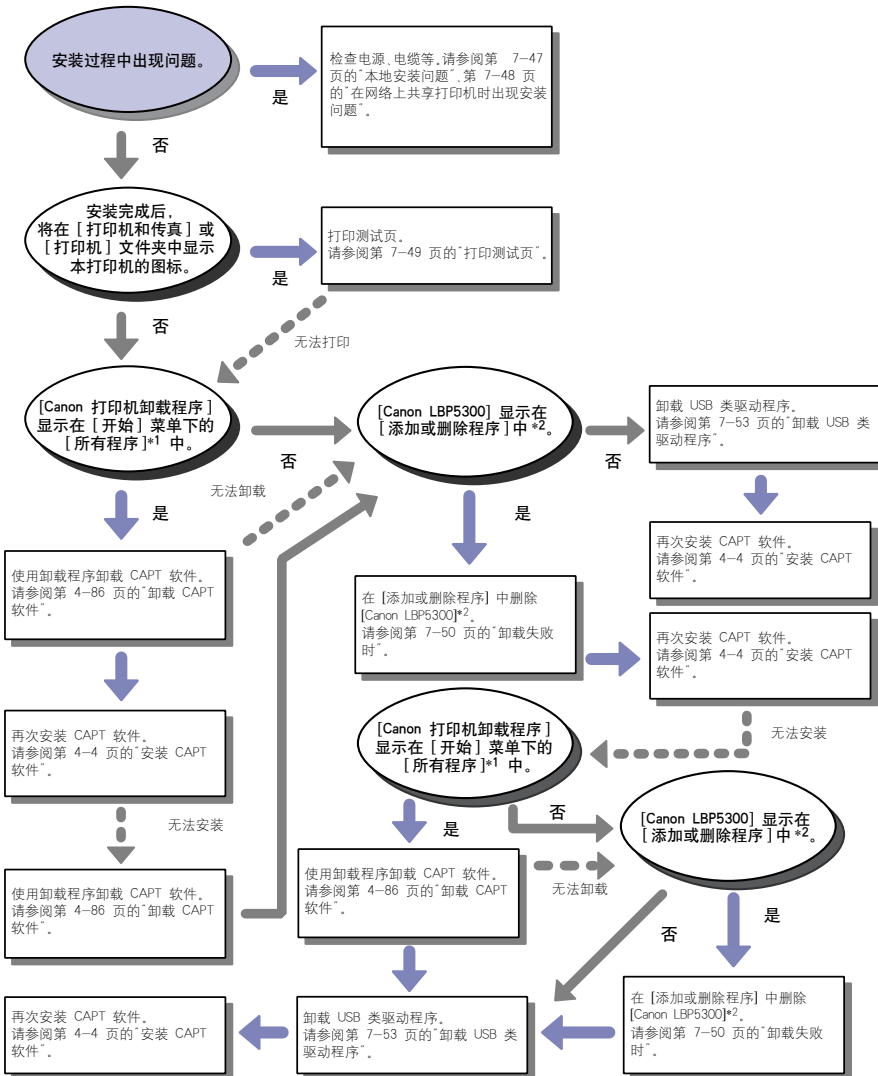 安装过程中出现问题。
是
检查电源、电缆等。请参阅第 7-47
页的“本地安装问题”、第 7-48 页
的“在网络上共享打印机时出现安装
问题”。
否
安装完成后,
将在 [ 打印机和传真 ] 或
[ 打印机 ] 文件夹中显示
本打印机的图标。
是
打印测试页。
请参阅第 7-49 页的“打印测试页”。
否
无法打印
[Canon 打印机卸载程序 ]
显示在 [ 开始 ] 菜单下的
[ 所有程序 ]*1 中。
否
[Canon LBP5300] 显示在
[ 添加或删除程序 ] 中 *2。
否
卸载 USB 类驱动程序。
请参阅第 7-53 页的“卸载 USB 类
驱动程序”。
无法卸载
是
是
使用卸载程序卸载 CAPT 软件。
请参阅第 4-86 页的“卸载 CAPT
软件”。
再次安装 CAPT 软件。
请参阅第 4-4 页的“安装 CAPT
软件”。
在 [添加或删除程序] 中删除
[Canon LBP5300]*2。
请参阅第 7-50 页的“卸载失败
时”。
再次安装 CAPT 软件。
请参阅第 4-4 页的“安装 CAPT
软件”。
再次安装 CAPT 软件。
请参阅第 4-4 页的“安装 CAPT
软件”。
[Canon 打印机卸载程序 ]
显示在 [ 开始 ] 菜单下的
[ 所有程序 ]*1 中。
无法安装
无法安装
是
否
[Canon LBP5300] 显示在
[ 添加或删除程序 ] 中 *2。
使用卸载程序卸载 CAPT 软件。
请参阅第 4-86 页的“卸载 CAPT
软件”。
使用卸载程序卸载 CAPT 软件。
请参阅第 4-86 页的“卸载 CAPT
软件”。
无法卸载
否
是
再次安装 CAPT 软件。
请参阅第 4-4 页的“安装 CAPT
软件”。
卸载 USB 类驱动程序。
请参阅第 7-53 页的“卸载 USB 类
驱动程序”。
在 [添加或删除程序] 中删除
[Canon LBP5300]*2。
请参阅第 7-50 页的“卸载失败
时”。